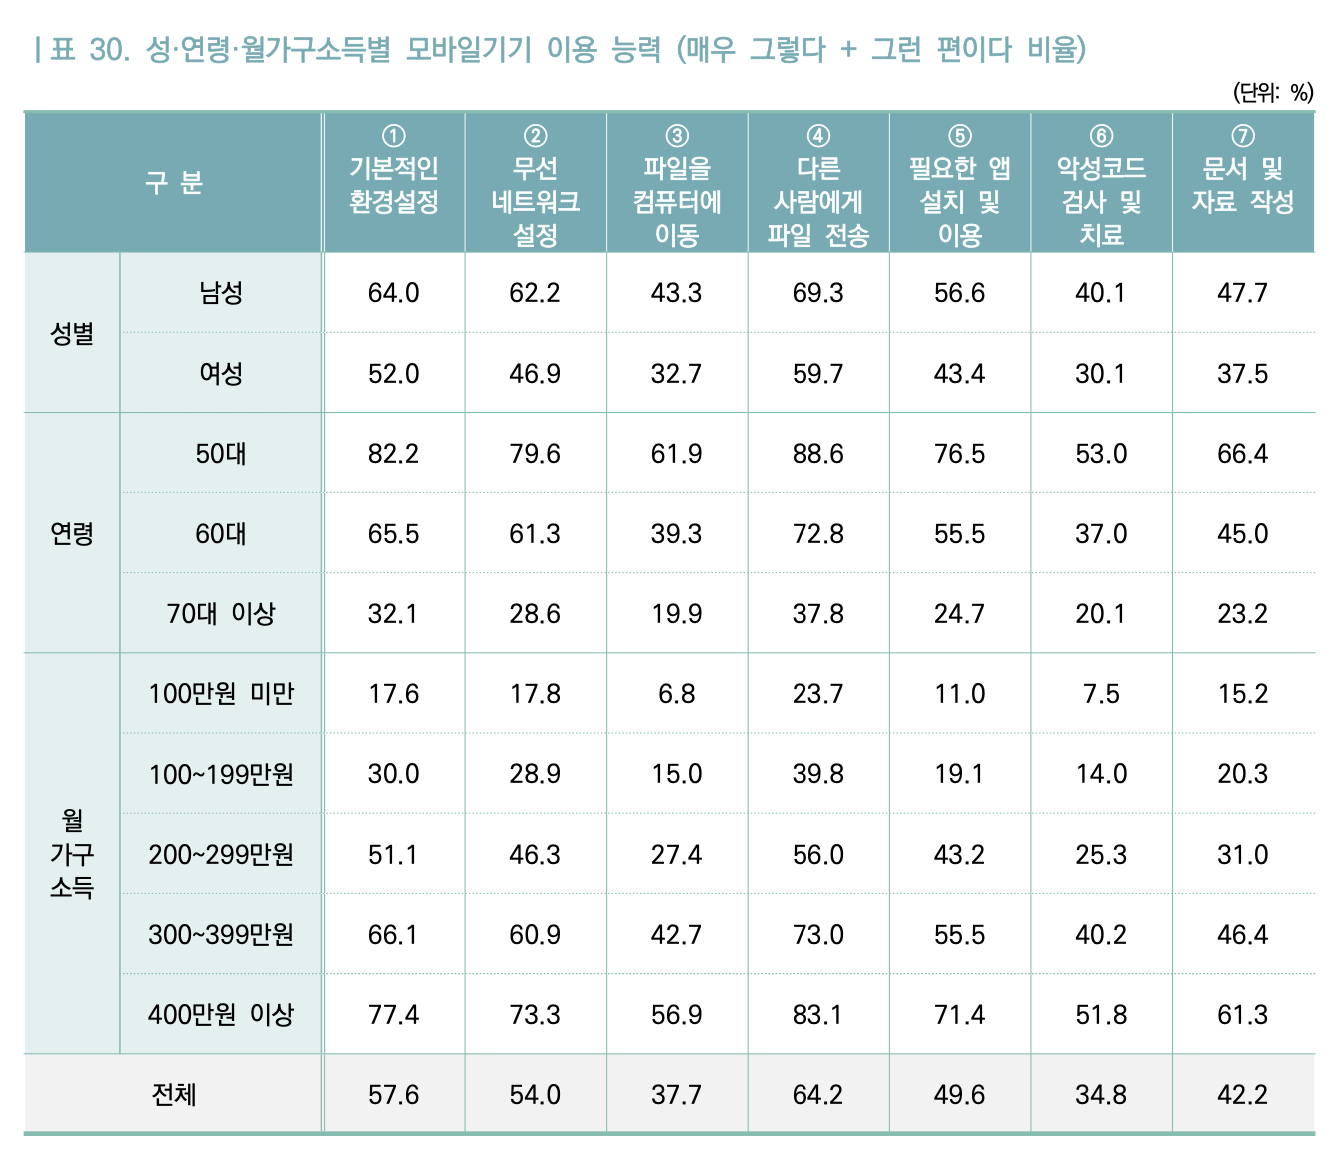 | 표 30. 성·연령·월가구소득별 모바일기기 이용 능력 (매우 그렇다 + 그런 편이다 비율)
(단위: %)
구 분 ① 기본적인 환경설정 ② 무선 네트워크 설정 ③ 파일을 컴퓨터에 이동 ④ 다른 사람에게 파일 전송 ⑤ 필요한 앱 설치 및 이용 ⑥ 악성코드 검사 및 치료 ⑦ 문서 및 자료 작성
성별
남성 64.0 62.2 43.3 69.3 56.6 40.1 47.7
여성 52.0 46.9 32.7 59.7 43.4 30.1 37.5
연령
50대 82.2 79.6 61.9 88.6 76.5 53.0 66.4
60대 65.5 61.3 39.3 72.8 55.5 37.0 45.0
70대 이상 32.1 28.6 19.9 37.8 24.7 20.1 23.2
월 가구 소득
100만원 미만 17.6 17.8 6.8 23.7 11.0 7.5 15.2
100~199만원 30.0 28.9 15.0 39.8 19.1 14.0 20.3
200~299만원 51.1 46.3 27.4 56.0 43.2 25.3 31.0
300~399만원 66.1 60.9 42.7 73.0 55.5 40.2 46.4
400만원 이상 77.4 73.3 56.9 83.1 71.4 51.8 61.3
전체 57.6 54.0 37.7 64.2 49.6 34.8 42.2